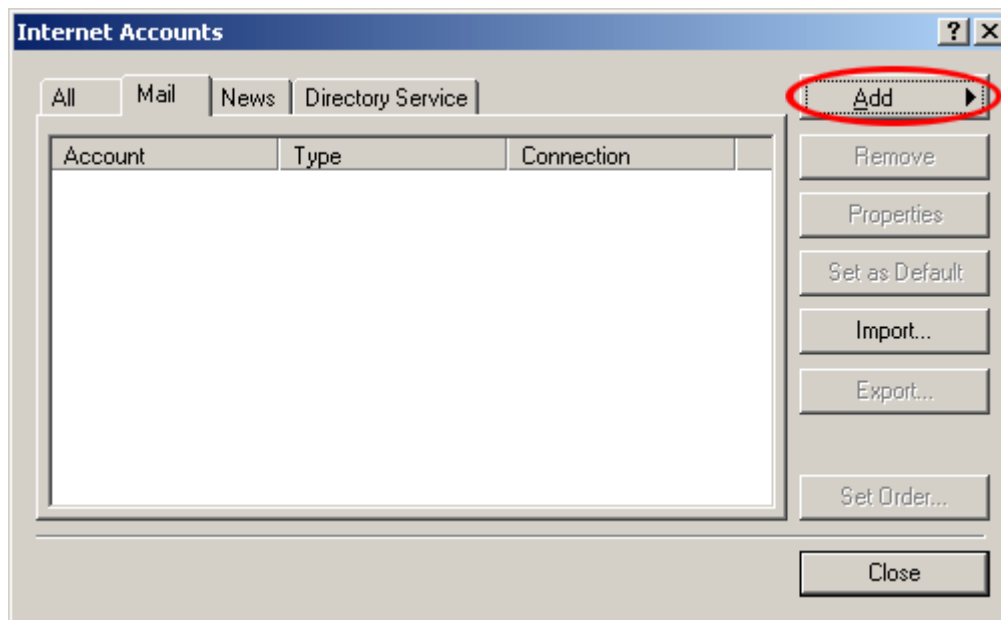 Internet Accounts
All Mail News Directory Service
Add
Account Type Connection
Remove
Properties
Set as Default
Import...
Export...
Set Order...
Close